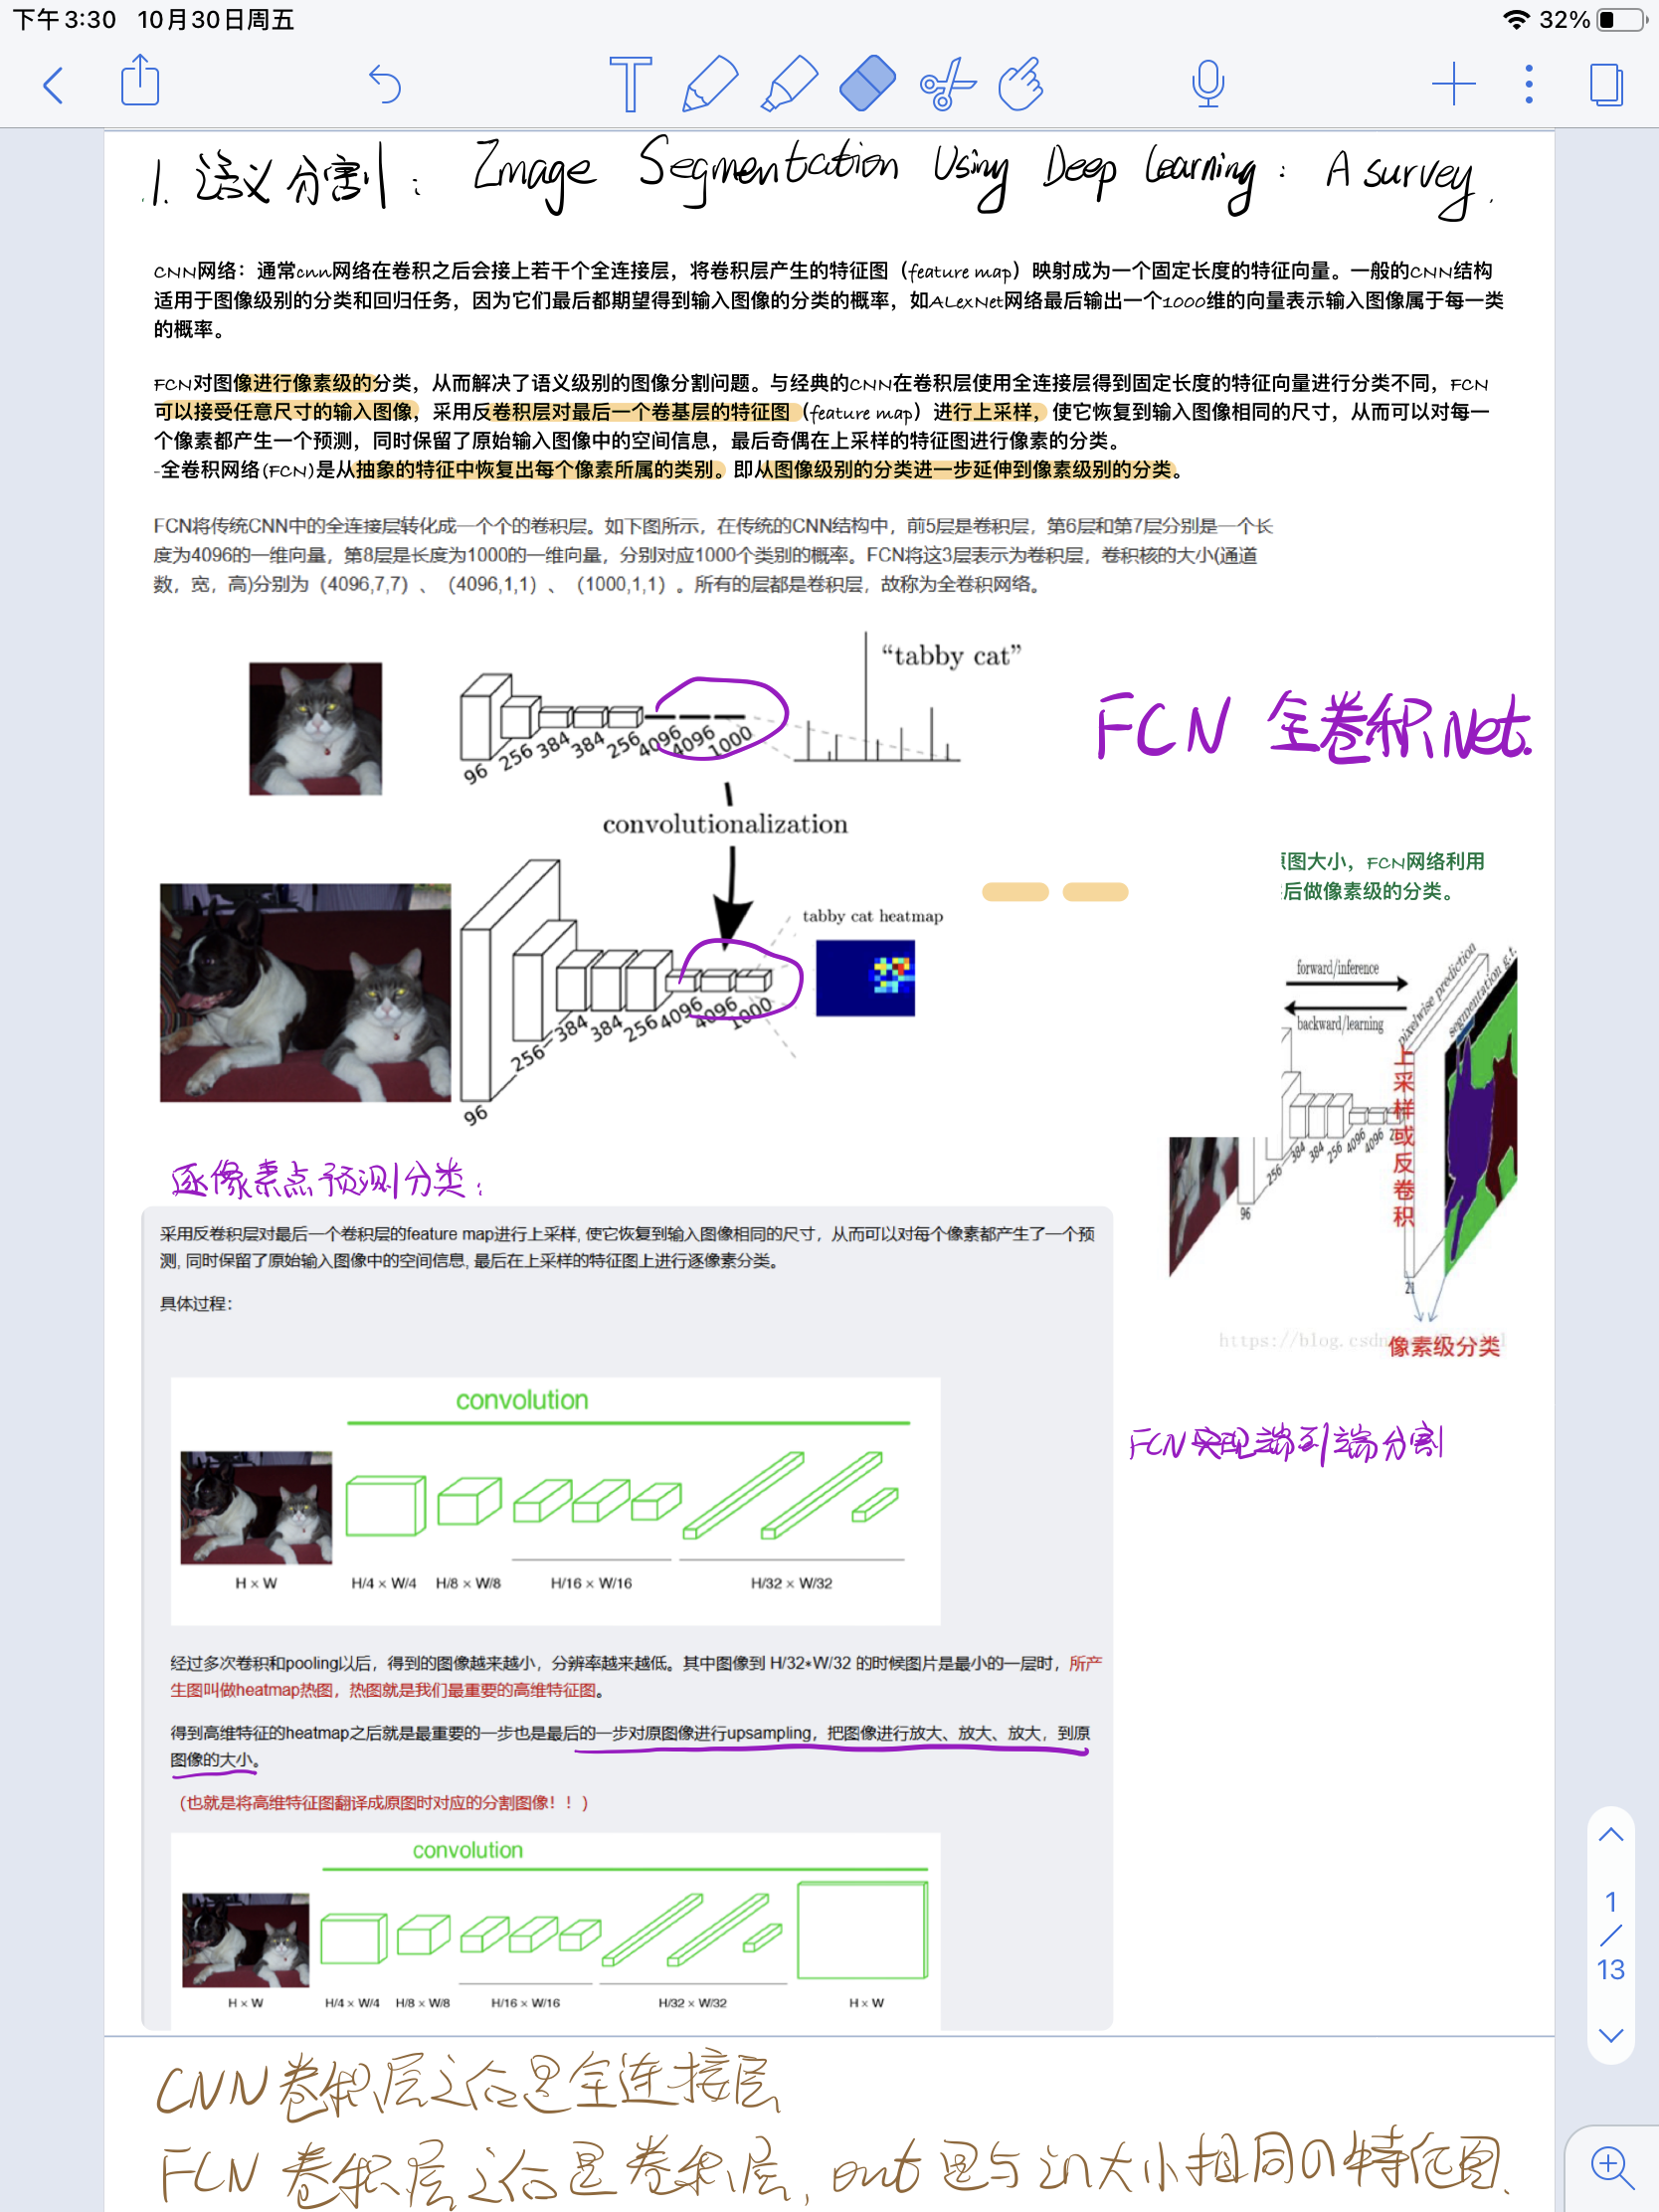 下午3:30 10月30日周五
32%
1. 语义分割: Image Segmentation Using Deep Learning: A survey.
CNN网络：通常cnn网络在卷积之后会接上若干个全连接层，将卷积层产生的特征图（feature map）映射成为一个固定长度的特征向量。一般的CNN结构
适用于图像级别的分类和回归任务，因为它们最后都期望得到输入图像的分类的概率，如ALexNet网络最后输出一个1000维的向量表示输入图像属于每一类
的概率。
FCN对图像进行像素级的分类，从而解决了语义级别的图像分割问题。与经典的CNN在卷积层使用全连接层得到固定长度的特征向量进行分类不同，FCN
可以接受任意尺寸的输入图像，采用反卷积层对最后一个卷基层的特征图（feature map）进行上采样，使它恢复到输入图像相同的尺寸，从而可以对每一
个像素都产生一个预测，同时保留了原始输入图像中的空间信息，最后奇偶在上采样的特征图进行像素的分类。
-全卷积网络(FCN)是从抽象的特征中恢复出每个像素所属的类别。即从图像级别的分类进一步延伸到像素级别的分类。
FCN将传统CNN中的全连接层转化成一个个的卷积层。如下图所示，在传统的CNN结构中，前5层是卷积层，第6层和第7层分别是一个长
度为4096的一维向量，第8层是长度为1000的一维向量，分别对应1000个类别的概率。FCN将这3层表示为卷积层，卷积核的大小(通道
数，宽，高)分别为（4096,7,7）、（4096,1,1）、（1000,1,1）。所有的层都是卷积层，故称为全卷积网络。
“tabby cat”
96 256 384 384 256 4096 4096 1000
FCN 全卷积Net.
convolutionalization
图大小，FCN网络利用
后做像素级的分类。
tabby cat heatmap
96 256 384 384 256 4096 4096 1000
forward/inference
backward/learning
pixelwise prediction
segmentation g.t.
上采样或反卷积
96 256 384 384 256 4096 4096
21
https://blog.csdn
像素级分类
逐像素点预测分类:
采用反卷积层对最后一个卷积层的feature map进行上采样, 使它恢复到输入图像相同的尺寸，从而可以对每个像素都产生了一个预
测, 同时保留了原始输入图像中的空间信息, 最后在上采样的特征图上进行逐像素分类。
具体过程：
convolution
H × W H/4 × W/4 H/8 × W/8 H/16 × W/16 H/32 × W/32
FCN实现端到端分割
经过多次卷积和pooling以后，得到的图像越来越小，分辨率越来越低。其中图像到 H/32*W/32 的时候图片是最小的一层时，所产
生图叫做heatmap热图，热图就是我们最重要的高维特征图。
得到高维特征的heatmap之后就是最重要的一步也是最后的一步对原图像进行upsampling，把图像进行放大、放大、放大，到原
图像的大小。
（也就是将高维特征图翻译成原图时对应的分割图像！！）
convolution
H × W H/4 × W/4 H/8 × W/8 H/16 × W/16 H/32 × W/32 H × W
1
/
13
CNN卷积层之后是全连接层
FCN 卷积层之后是卷积层, out是与in大小相同の特征图.